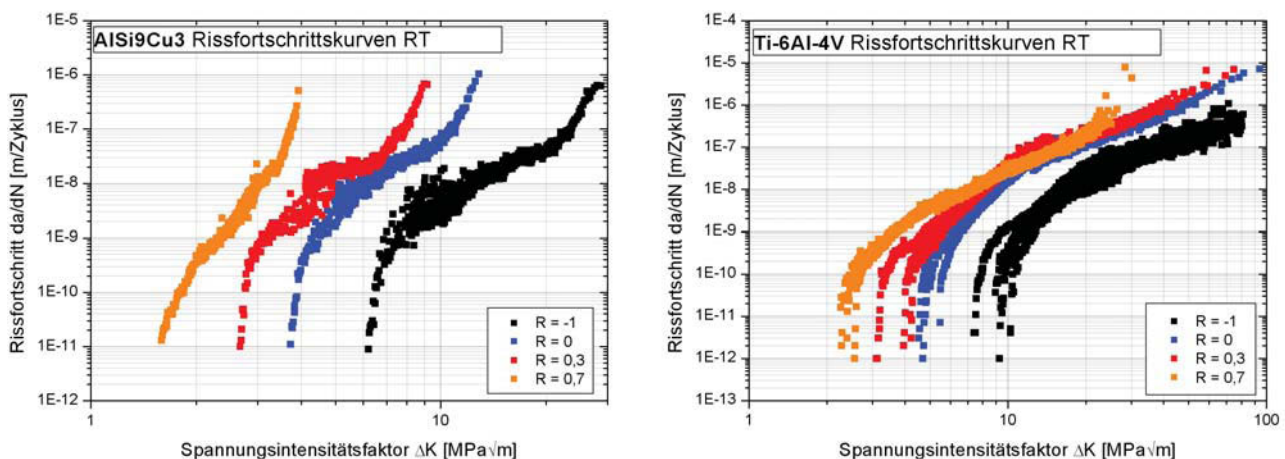 AlSi9Cu3 Rissfortschrittskurven RT
Rissfortschritt da/dN [m/Zyklus]
1E-5
1E-6
1E-7
1E-8
1E-9
1E-10
1E-11
1E-12
R = -1
R = 0
R = 0,3
R = 0,7
1
10
Spannungsintensitätsfaktor ΔK [MPa√m]
Ti-6Al-4V Rissfortschrittskurven RT
Rissfortschritt da/dN [m/Zyklus]
1E-4
1E-5
1E-6
1E-7
1E-8
1E-9
1E-10
1E-11
1E-12
1E-13
R = -1
R = 0
R = 0,3
R = 0,7
1
10
100
Spannungsintensitätsfaktor ΔK [MPa√m]